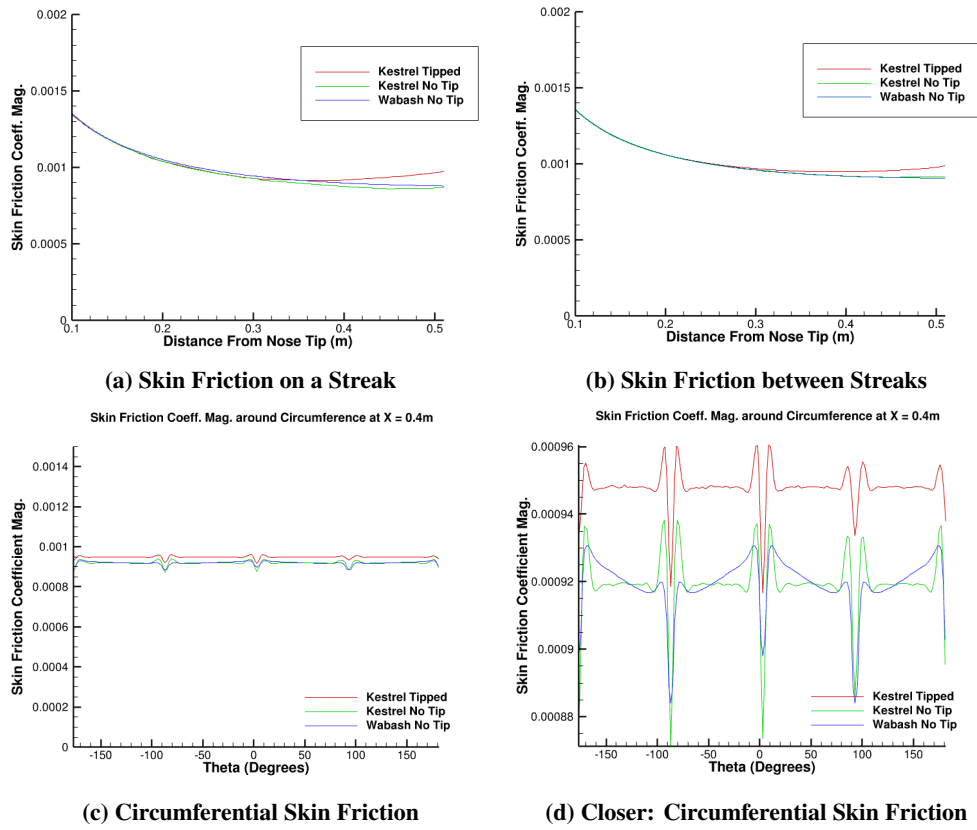 0.002
0.0015
0.001
0.0005
0
0.1
0.2
0.3
0.4
0.5
Skin Friction Coeff. Mag.
Distance From Nose Tip (m)
Kestrel Tipped
Kestrel No Tip
Wabash No Tip
(a) Skin Friction on a Streak
0.002
0.0015
0.001
0.0005
0
0.1
0.2
0.3
0.4
0.5
Skin Friction Coeff. Mag.
Distance From Nose Tip (m)
Kestrel Tipped
Kestrel No Tip
Wabash No Tip
(b) Skin Friction between Streaks
Skin Friction Coeff. Mag. around Circumference at X = 0.4m
0.0014
0.0012
0.001
0.0008
0.0006
0.0004
0.0002
0
-150
-100
-50
0
50
100
150
Skin Friction Coefficient Mag.
Theta (Degrees)
Kestrel Tipped
Kestrel No Tip
Wabash No Tip
(c) Circumferential Skin Friction
Skin Friction Coeff. Mag. around Circumference at X = 0.4m
0.00096
0.00094
0.00092
0.0009
0.00088
-150
-100
-50
0
50
100
150
Skin Friction Coefficient Mag.
Theta (Degrees)
Kestrel Tipped
Kestrel No Tip
Wabash No Tip
(d) Closer: Circumferential Skin Friction